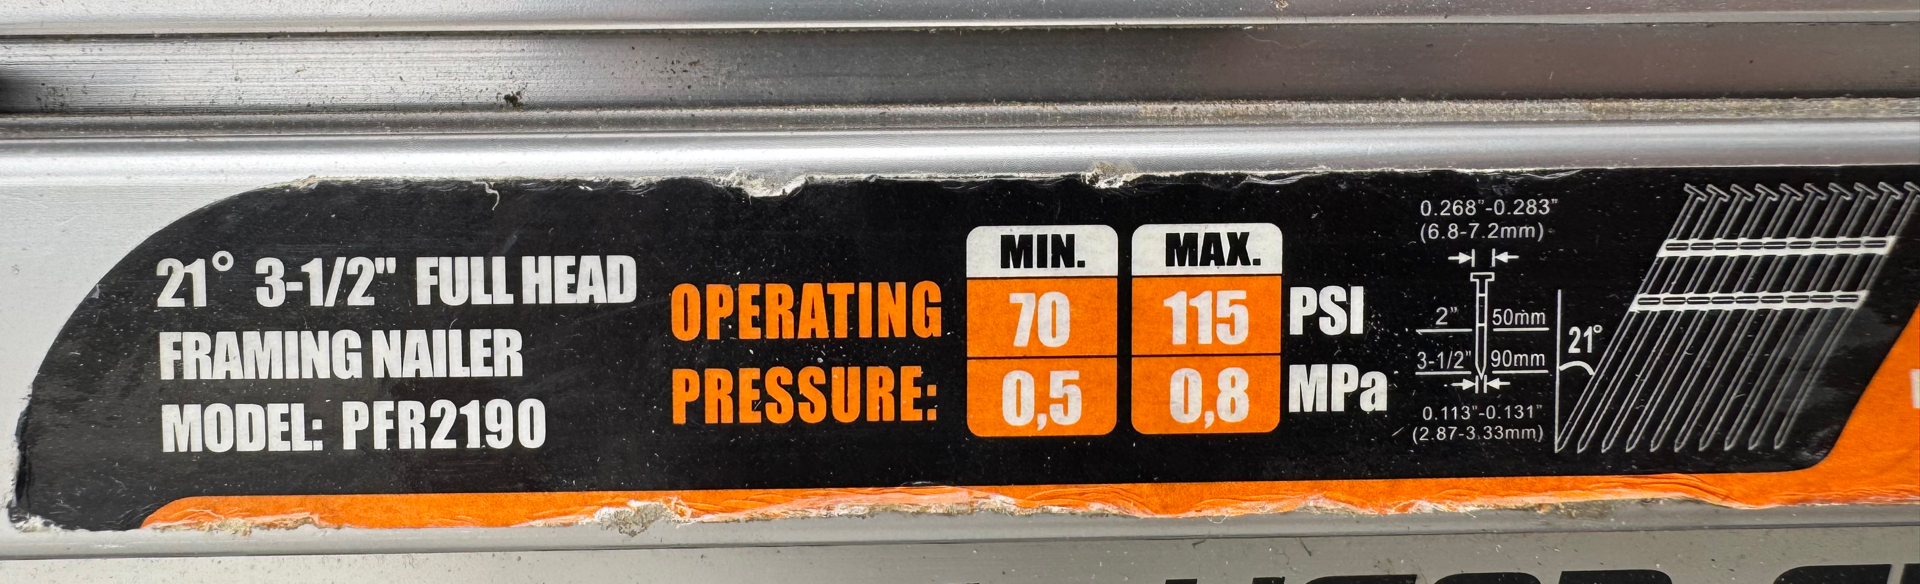 21° 3-1/2" FULL HEAD
FRAMING NAILER
MODEL: PFR2190
OPERATING
PRESSURE:
MIN. MAX.
70 115 PSI
0,5 0,8 MPa
0.268"-0.283"
(6.8-7.2mm)
2" 50mm
3-1/2" 90mm
0.113"-0.131"
(2.87-3.33mm)
21°